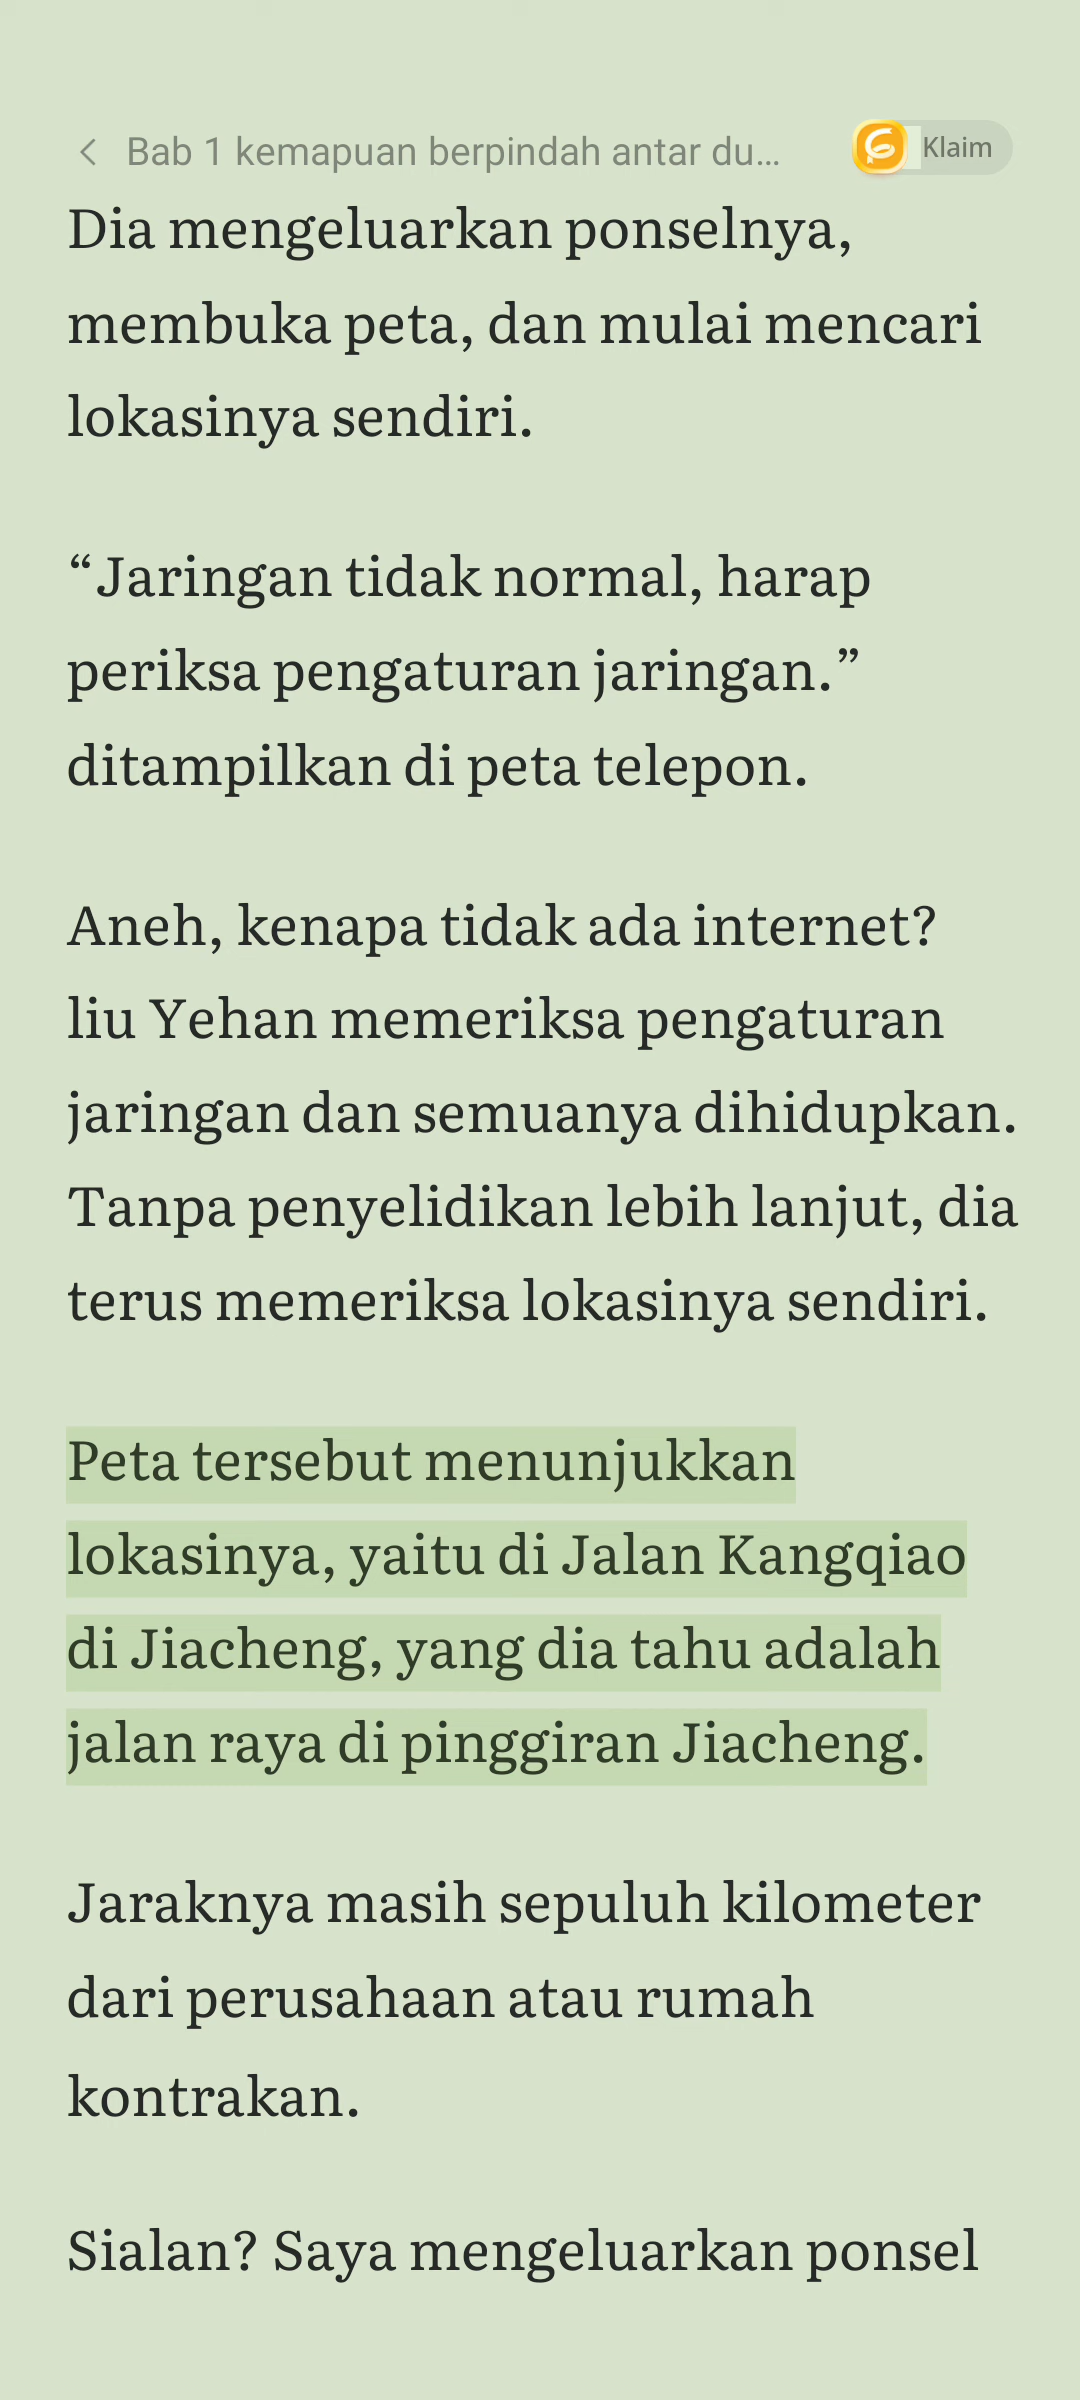 Bab 1 kemapuan berpindah antar du...
Klaim
Dia mengeluarkan ponselnya,
membuka peta, dan mulai mencari
lokasinya sendiri.
“Jaringan tidak normal, harap
periksa pengaturan jaringan.”
ditampilkan di peta telepon.
Aneh, kenapa tidak ada internet?
liu Yehan memeriksa pengaturan
jaringan dan semuanya dihidupkan.
Tanpa penyelidikan lebih lanjut, dia
terus memeriksa lokasinya sendiri.
Peta tersebut menunjukkan
lokasinya, yaitu di Jalan Kangqiao
di Jiacheng, yang dia tahu adalah
jalan raya di pinggiran Jiacheng.
Jaraknya masih sepuluh kilometer
dari perusahaan atau rumah
kontrakan.
Sialan? Saya mengeluarkan ponsel